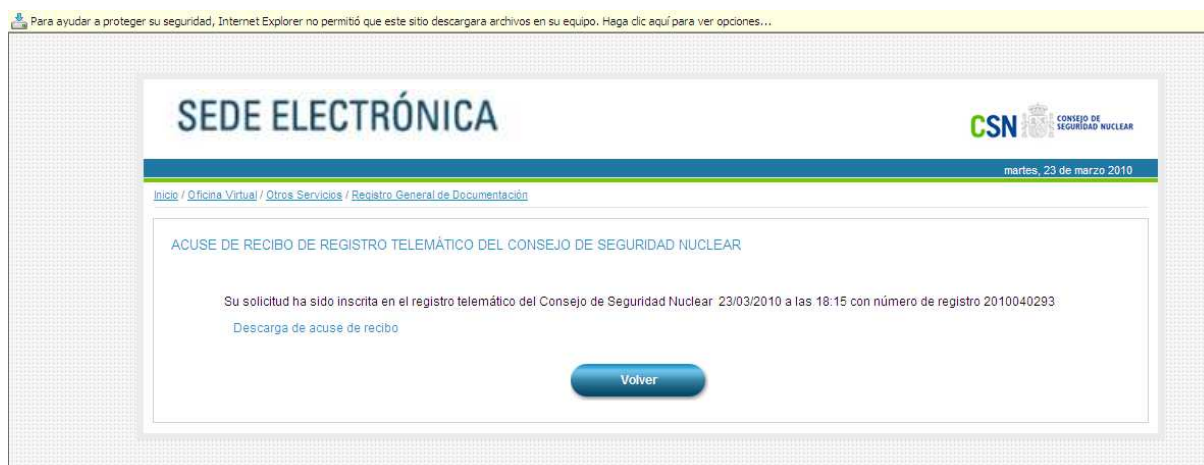 Para ayudar a proteger su seguridad, Internet Explorer no permitió que este sitio descargara archivos en su equipo. Haga clic aquí para ver opciones...
SEDE ELECTRÓNICA
CSN
CONSEJO DE
SEGURIDAD NUCLEAR
martes, 23 de marzo 2010
Inicio / Oficina Virtual / Otros Servicios / Registro General de Documentación
ACUSE DE RECIBO DE REGISTRO TELEMÁTICO DEL CONSEJO DE SEGURIDAD NUCLEAR
Su solicitud ha sido inscrita en el registro telemático del Consejo de Seguridad Nuclear 23/03/2010 a las 18:15 con número de registro 2010040293
Descarga de acuse de recibo
Volver